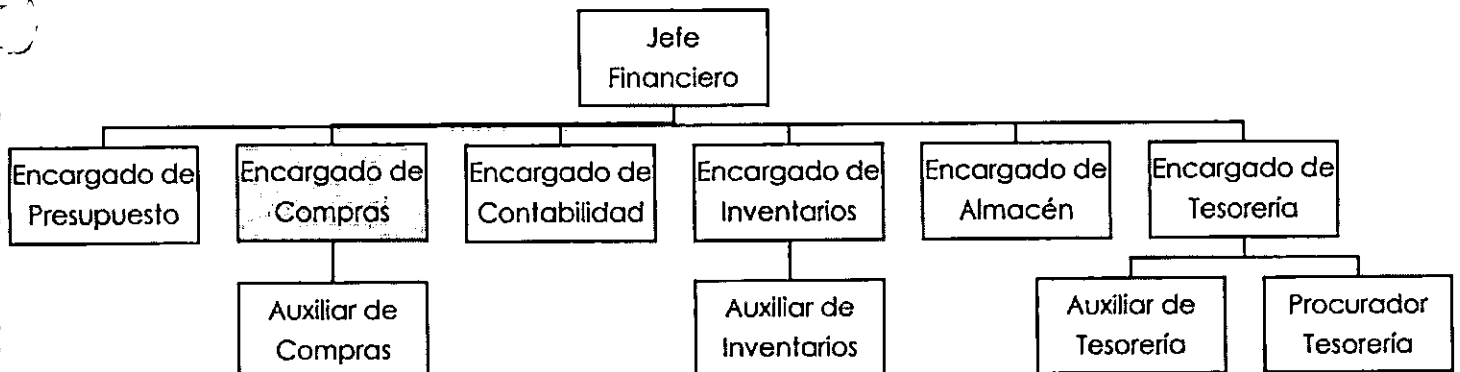 Jefe
Financiero
Encargado de
Presupuesto
Encargado de
Compras
Encargado de
Contabilidad
Encargado de
Inventarios
Encargado de
Almacén
Encargado de
Tesorería
Auxiliar de
Compras
Auxiliar de
Inventarios
Auxiliar de
Tesorería
Procurador
Tesorería